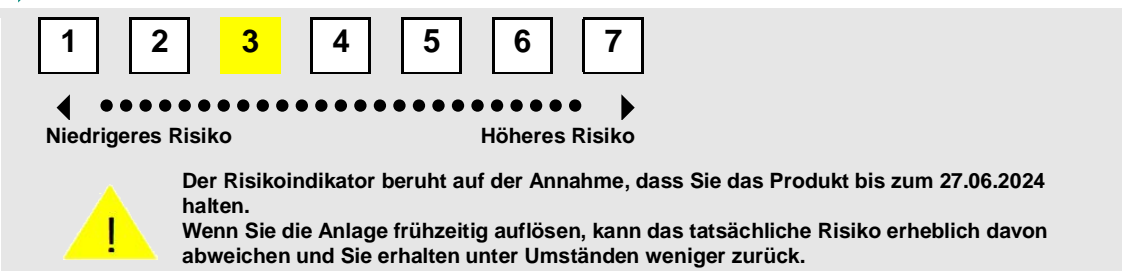 1 2 3 4 5 6 7
Niedrigeres Risiko Höheres Risiko
Der Risikoindikator beruht auf der Annahme, dass Sie das Produkt bis zum 27.06.2024
halten.
! Wenn Sie die Anlage frühzeitig auflösen, kann das tatsächliche Risiko erheblich davon
abweichen und Sie erhalten unter Umständen weniger zurück.